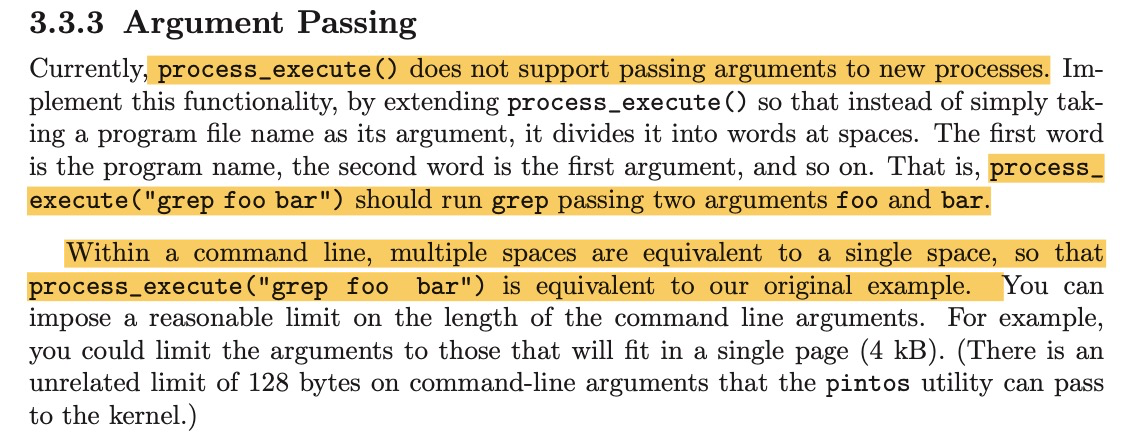 3.3.3 Argument Passing
Currently, process_execute() does not support passing arguments to new processes. Im-
plement this functionality, by extending process_execute() so that instead of simply tak-
ing a program file name as its argument, it divides it into words at spaces. The first word
is the program name, the second word is the first argument, and so on. That is, process_
execute("grep foo bar") should run grep passing two arguments foo and bar.
Within a command line, multiple spaces are equivalent to a single space, so that
process_execute("grep  foo  bar") is equivalent to our original example. You can
impose a reasonable limit on the length of the command line arguments. For example,
you could limit the arguments to those that will fit in a single page (4 kB). (There is an
unrelated limit of 128 bytes on command-line arguments that the pintos utility can pass
to the kernel.)